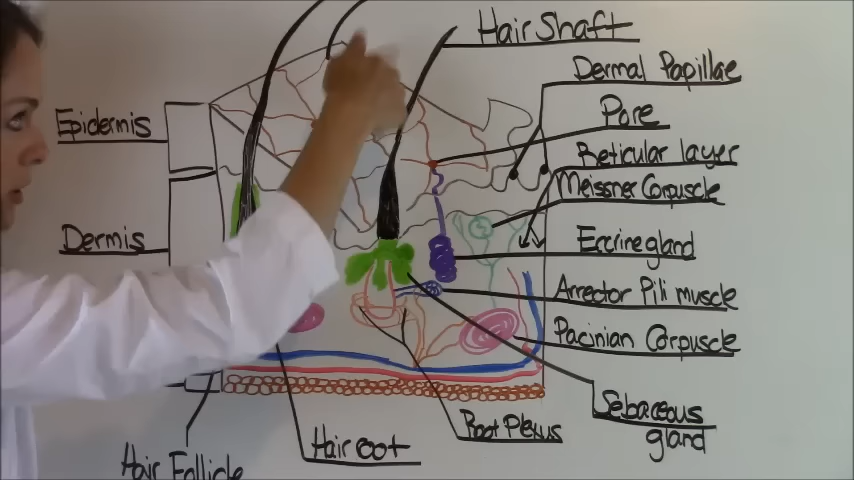 Hair Shaft
Dermal Papillae
Pore
Reticular layer
Meissner Corpuscle
Eccrine gland
Arrector Pili muscle
Pacinian Corpuscle
Sebaceous
gland
Root Plexus
Hair root
Hair Follicle
Epidermis
Dermis